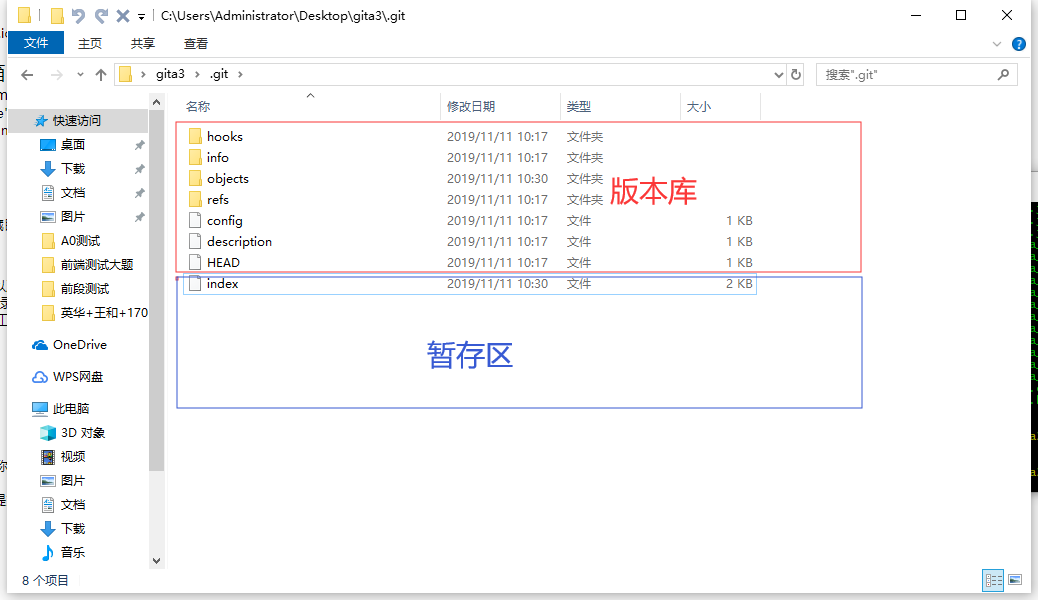 C:\Users\Administrator\Desktop\gita3\.git
文件 主页 共享 查看
gita3 .git 搜索".git"
名称 修改日期 类型 大小
快速访问
桌面
下载
文档
图片
A0测试
前端测试大题
前段测试
英华+王和+170
OneDrive
WPS网盘
此电脑
3D 对象
视频
图片
文档
下载
音乐
hooks 2019/11/11 10:17 文件夹
info 2019/11/11 10:17 文件夹
objects 2019/11/11 10:30 文件夹
refs 2019/11/11 10:17 文件夹
config 2019/11/11 10:17 文件 1 KB
description 2019/11/11 10:17 文件 1 KB
HEAD 2019/11/11 10:17 文件 1 KB
index 2019/11/11 10:30 文件 2 KB
版本库
暂存区
8 个项目